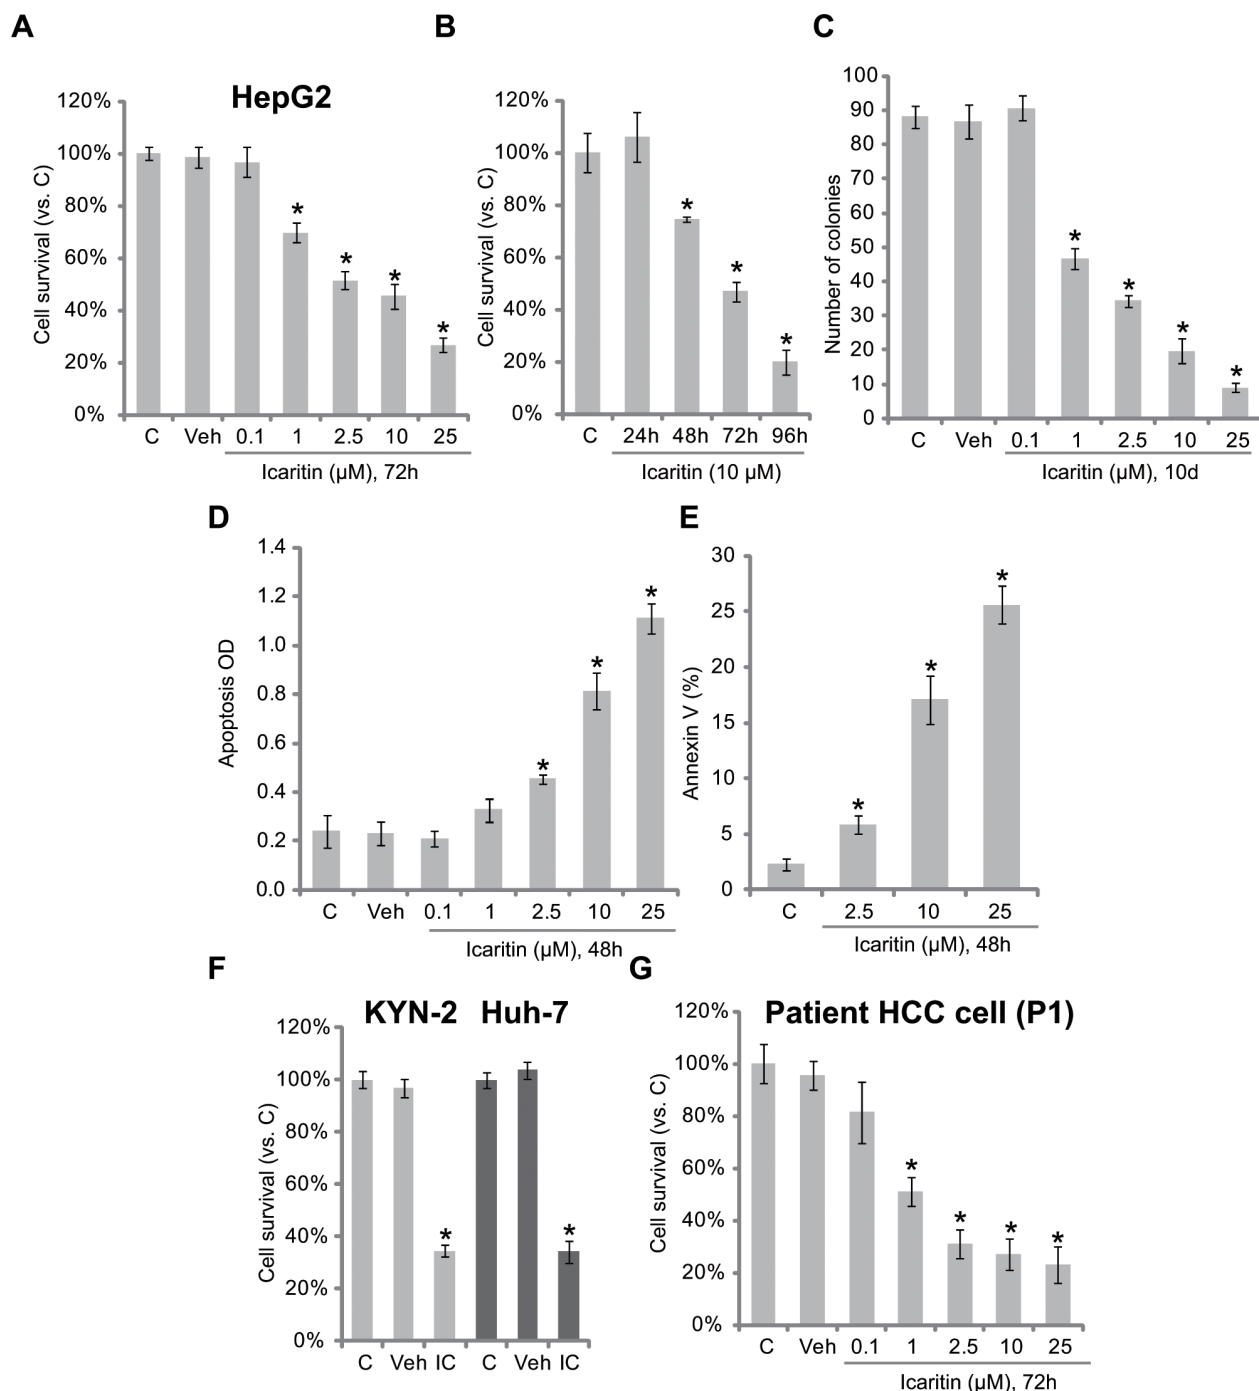 A
HepG2
Cell survival (vs. C)
120%
100%
80%
60%
40%
20%
0%
* * * *
C Veh 0.1 1 2.5 10 25
Icaritin (μM), 72h
B
Cell survival (vs. C)
120%
100%
80%
60%
40%
20%
0%
* * *
C 24h 48h 72h 96h
Icaritin (10 μM)
C
Number of colonies
100
90
80
70
60
50
40
30
20
10
0
* * * *
C Veh 0.1 1 2.5 10 25
Icaritin (μM), 10d
D
Apoptosis OD
1.4
1.2
1.0
0.8
0.6
0.4
0.2
0.0
* * *
C Veh 0.1 1 2.5 10 25
Icaritin (μM), 48h
E
Annexin V (%)
30
25
20
15
10
5
0
* * *
C 2.5 10 25
Icaritin (μM), 48h
F
KYN-2 Huh-7
Cell survival (vs. C)
120%
100%
80%
60%
40%
20%
0%
* *
C Veh IC C Veh IC
G
Patient HCC cell (P1)
Cell survival (vs. C)
120%
100%
80%
60%
40%
20%
0%
* * * *
C Veh 0.1 1 2.5 10 25
Icaritin (μM), 72h